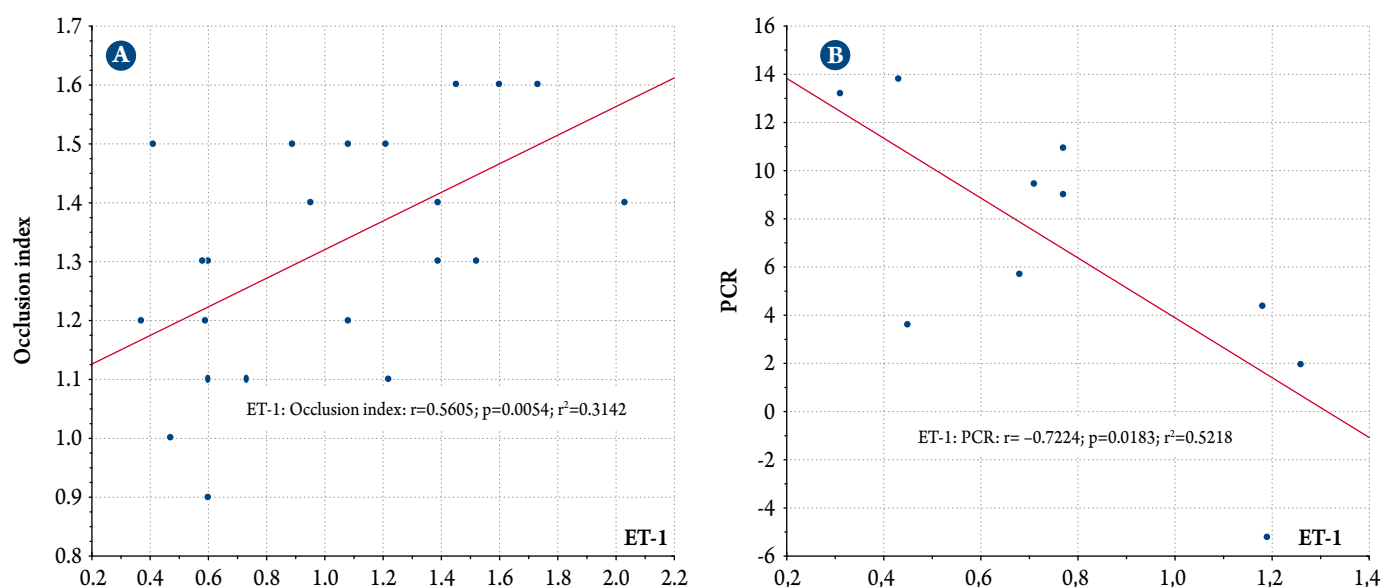 A
Occlusion index
1.7
1.6
1.5
1.4
1.3
1.2
1.1
1.0
0.9
0.8
ET-1: Occlusion index: r=0.5605; p=0.0054; r²=0.3142
ET-1
0.2 0.4 0.6 0.8 1.0 1.2 1.4 1.6 1.8 2.0 2.2
B
PCR
16
14
12
10
8
6
4
2
0
-2
-4
-6
ET-1: PCR: r= –0.7224; p=0.0183; r²=0.5218
ET-1
0,2 0,4 0,6 0,8 1,0 1,2 1,4